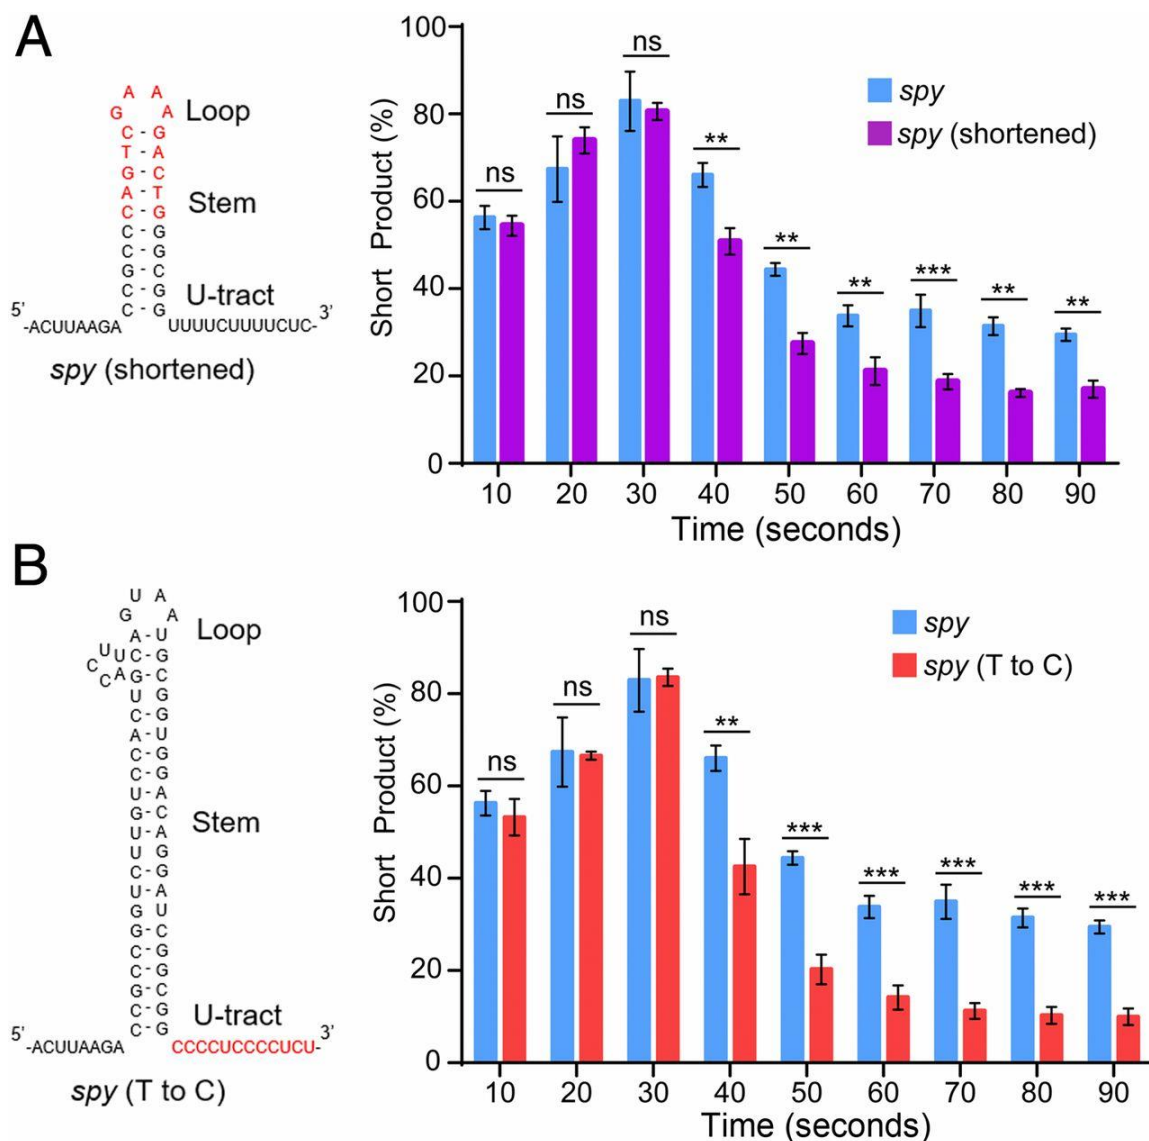 A
A A
G A Loop
C - G
T - A
G - C
A - T
C - G
Stem
C - G
C - G
G - C
C - G
C - G
U-tract
5’ -ACUUAAGA UUUUCUUUUCUC- 3’
spy (shortened)
Short Product (%)
100
80
60
40
20
0
ns
ns
ns
**
**
**
***
**
**
spy
spy (shortened)
10 20 30 40 50 60 70 80 90
Time (seconds)
B
U A
G A
Loop
A - U
U U C - G
C C A G - C
U - G
C - G
A - U
C - G
C - G
U - A
G - C
Stem
U - A
U - G
C - G
U - A
G - U
G - C
C - G
C - G
G - C
C - G
U-tract
C - G
5’ -ACUUAAGA CCCCUCCCCUCU- 3’
spy (T to C)
Short Product (%)
100
80
60
40
20
0
ns
ns
ns
**
***
***
***
***
***
spy
spy (T to C)
10 20 30 40 50 60 70 80 90
Time (seconds)